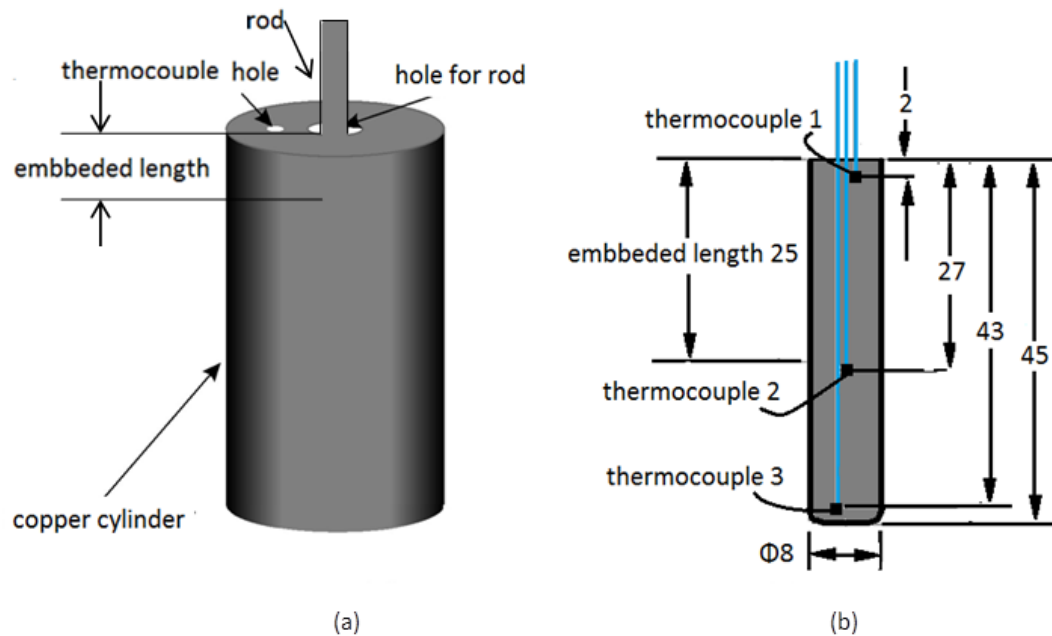 rod
thermocouple hole
hole for rod
embbeded length
copper cylinder
(a)
2
thermocouple 1
embbeded length 25
27
43
45
thermocouple 2
thermocouple 3
Φ8
(b)